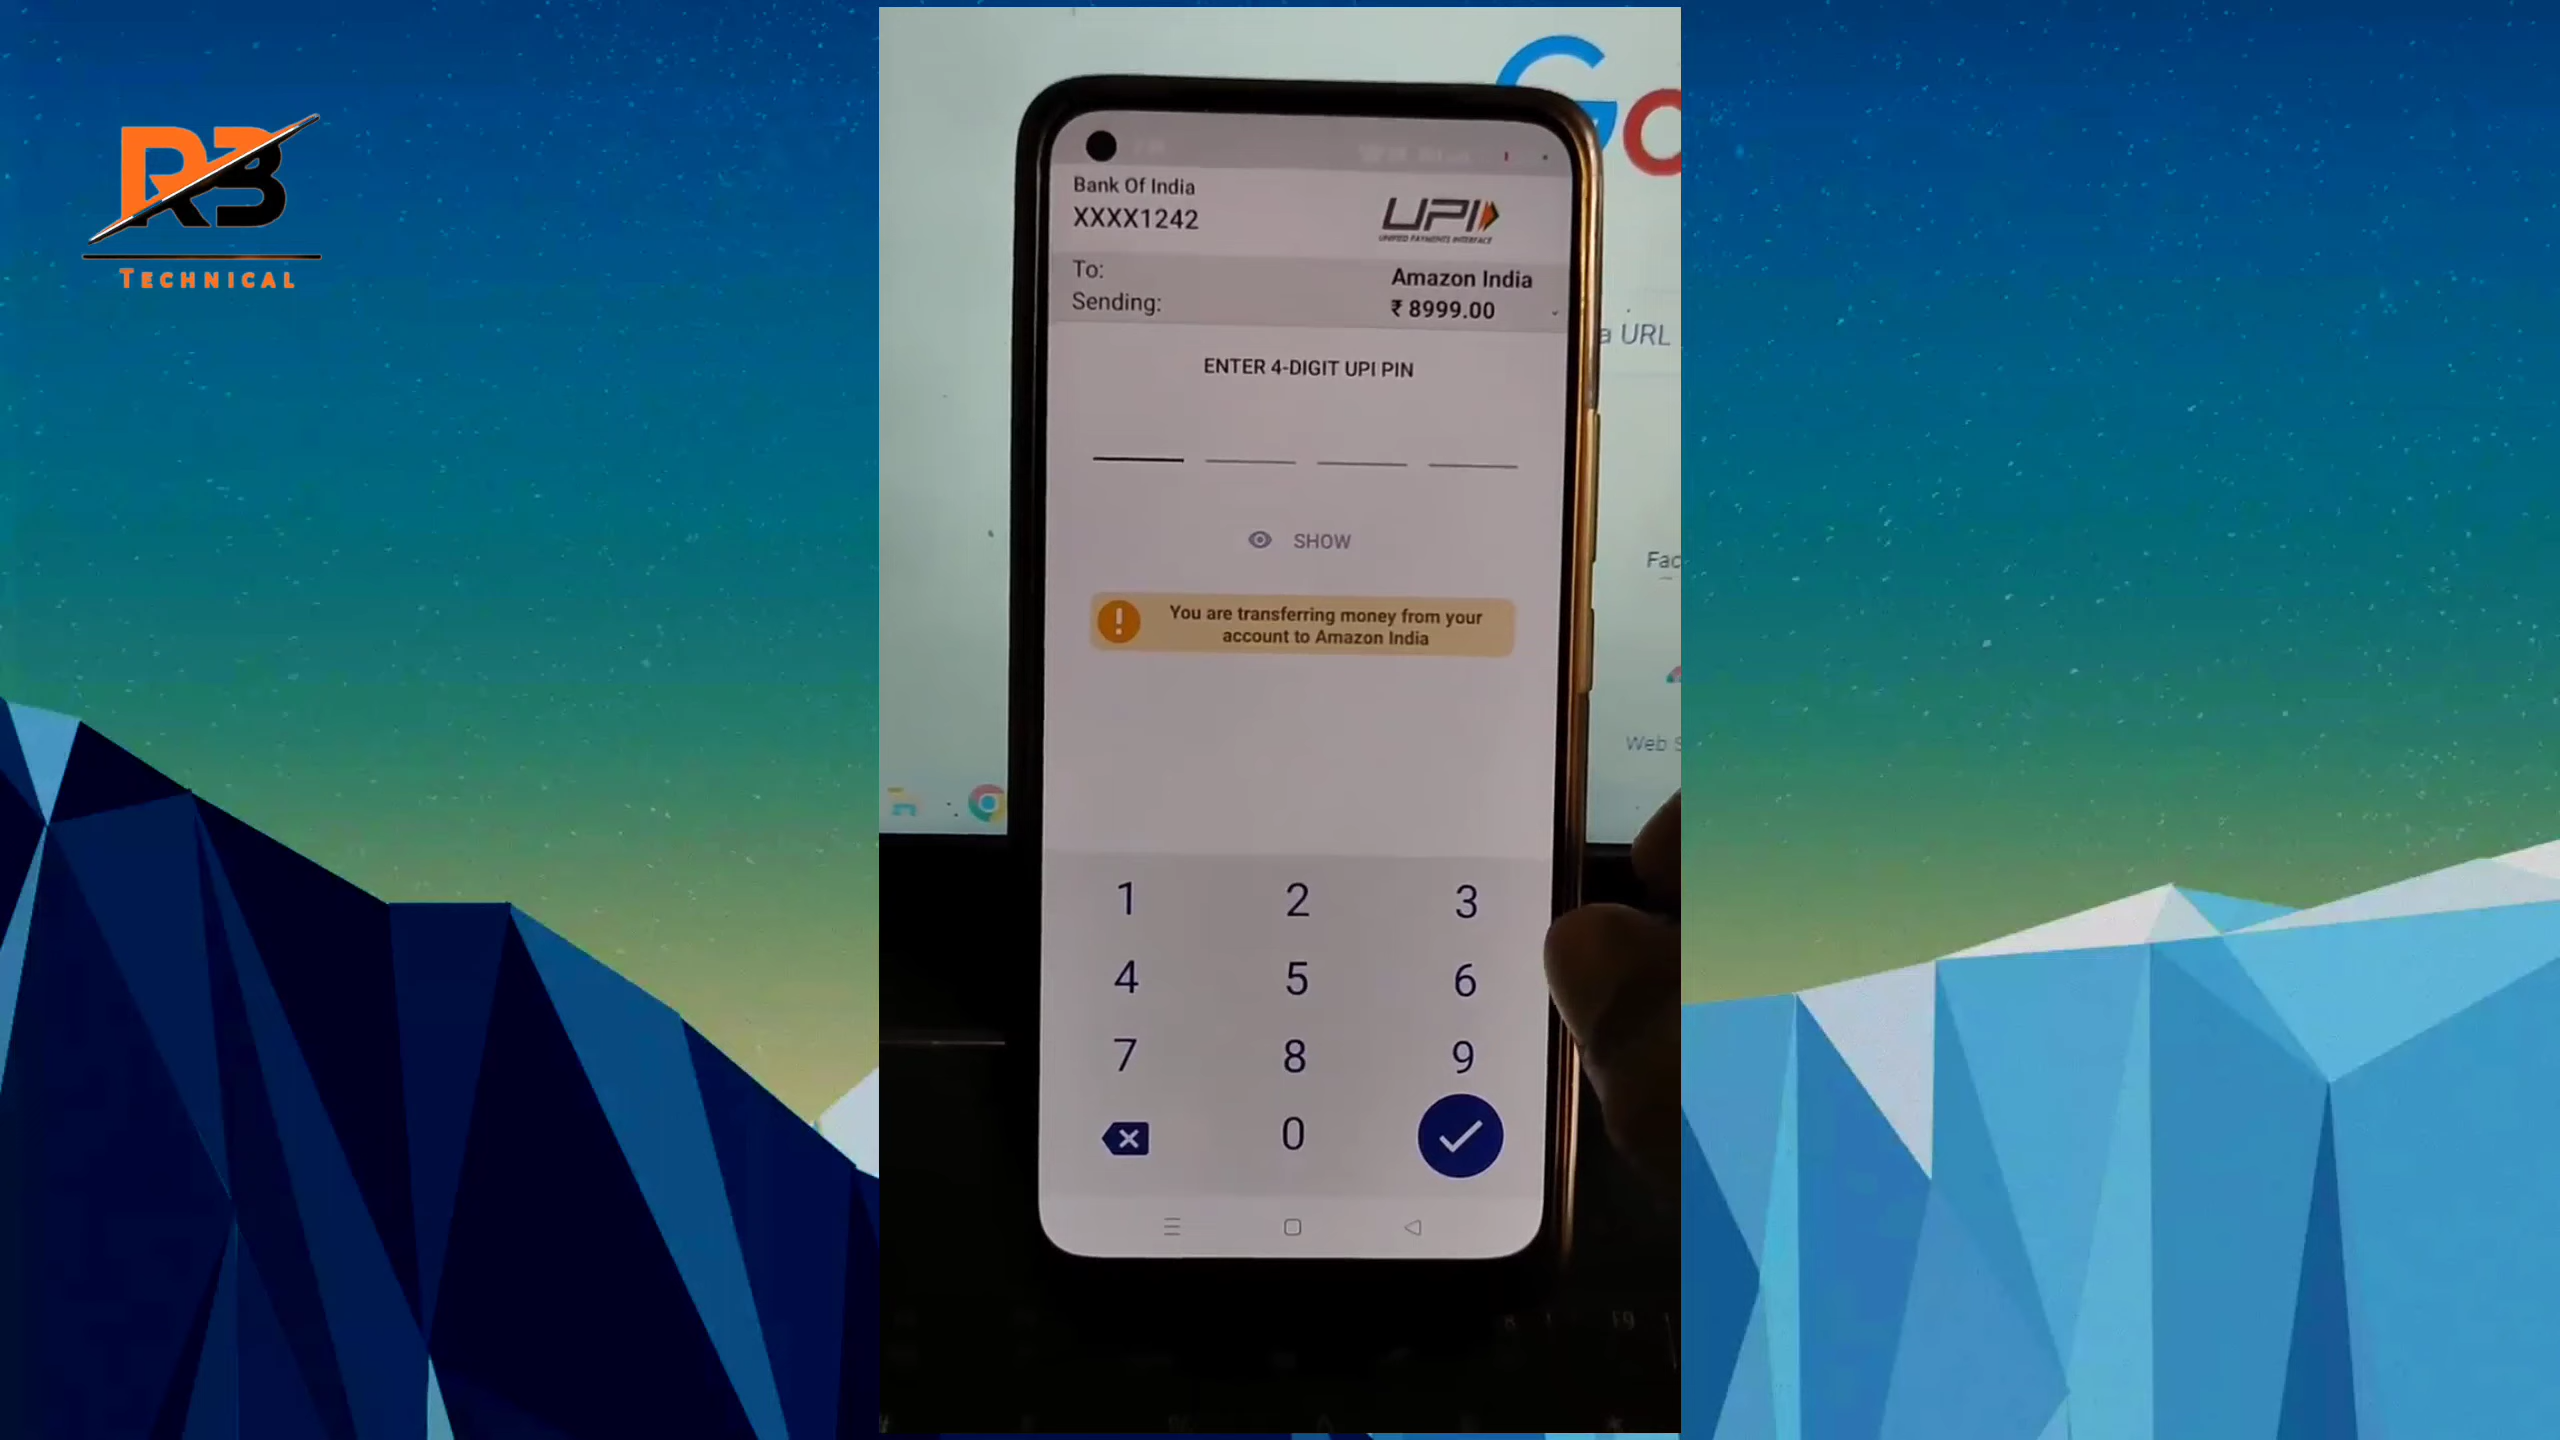 RB
TECHNICAL
Go
Bank Of India
XXXX1242
UPI
UNIFIED PAYMENTS INTERFACE
To:
Amazon India
Sending:
₹ 8999.00
a URL
ENTER 4-DIGIT UPI PIN
SHOW
Fac
You are transferring money from your
account to Amazon India
Web S
1 2 3
4 5 6
7 8 9
0
F9